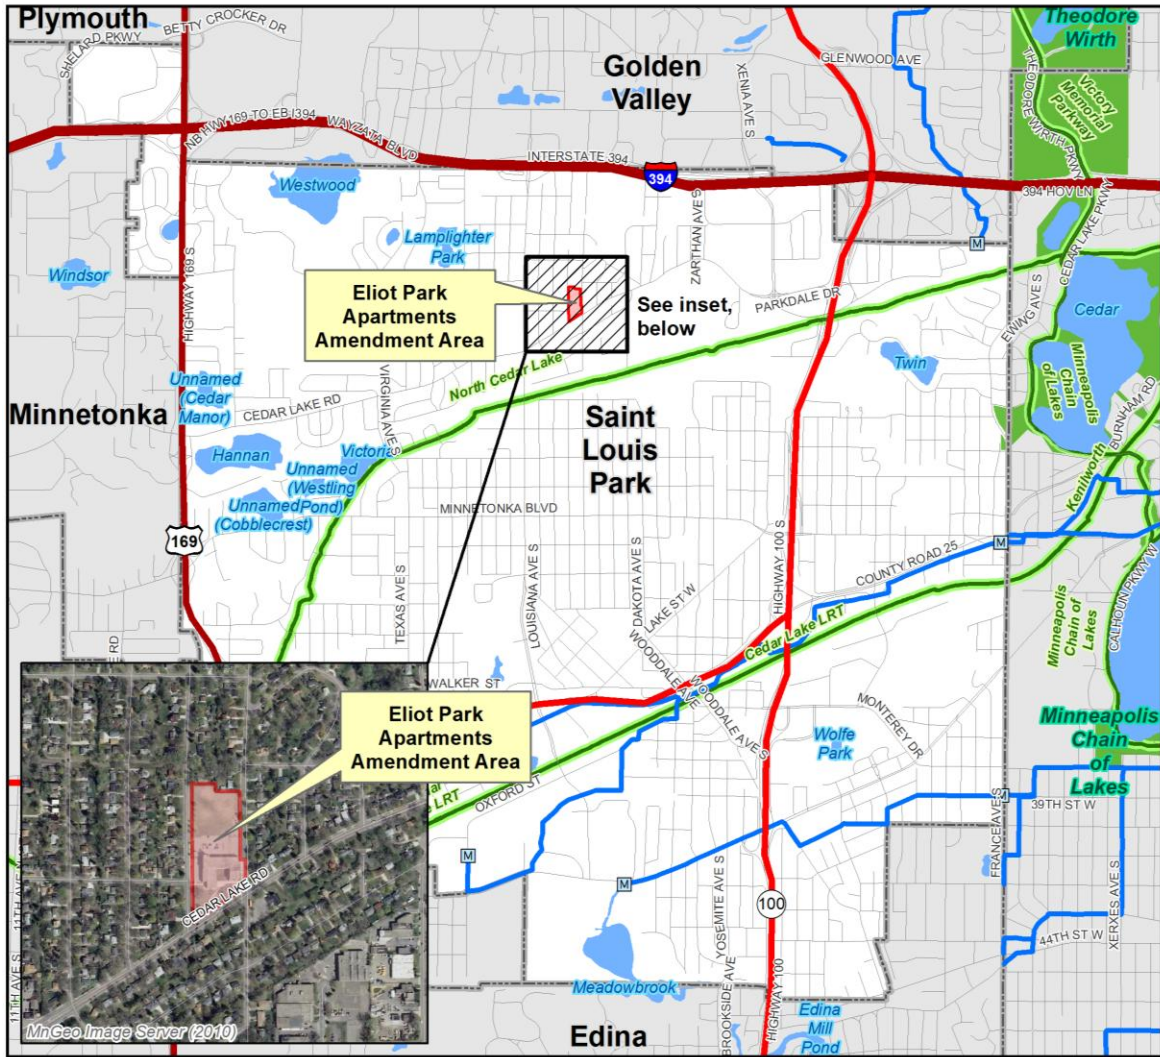 Plymouth
BETTY CROCKER DR
SHELARD PKWY
Golden
Valley
XENIA AVE S
GLENWOOD AVE
Theodore
Wirth
THEODORE WIRTH PKWY
Victory
Memorial
Parkway
NB HWY 169 TO EB I394
WAYZATA BLVD
INTERSTATE 394
394
394 HOV LN
Westwood
Lamplighter
Park
ZARTHAN AVE S
M
CEDAR LAKE PKWY
Windsor
HIGHWAY 169 S
Eliot Park
Apartments
Amendment Area
See inset,
below
PARKDALE DR
EWING AVE S
Cedar
North Cedar Lake
Twin
Minneapolis
Chain
of Lakes
Unnamed
(Cedar
Manor)
VIRGINIA AVE S
CEDAR LAKE RD
Minnetonka
Saint
Louis
Park
BURNHAM RD
Hannan
Victoria
Unnamed
(Westling
Pond)
Unnamed
(Cobblecrest)
Kenilworth
MINNETONKA BLVD
169
M
COUNTY ROAD 25
TEXAS AVE S
LOUISIANA AVE S
DAKOTA AVE S
LAKE ST W
HIGHWAY 100 S
Cedar Lake LRT
Minneapolis
Chain of
Lakes
CALHOUN PKWY W
WOODDALE AVE
WOODDALE AVE S
E RD
WALKER ST
MONTEREY DR
Wolfe
Park
Minneapolis
Chain
of
Lakes
Eliot Park
Apartments
Amendment Area
e LRT
OXFORD ST
M
39TH ST W
FRANCE AVE S
M
M
CEDAR LAKE RD
11TH AVE S
YOSEMITE AVE S
100
XERXES AVE S
44TH ST W
Meadowbrook
BROOKSIDE AVE
HIGHWAY 100
Edina
Mill
Pond
Edina
MnGeo Image Server (2010)